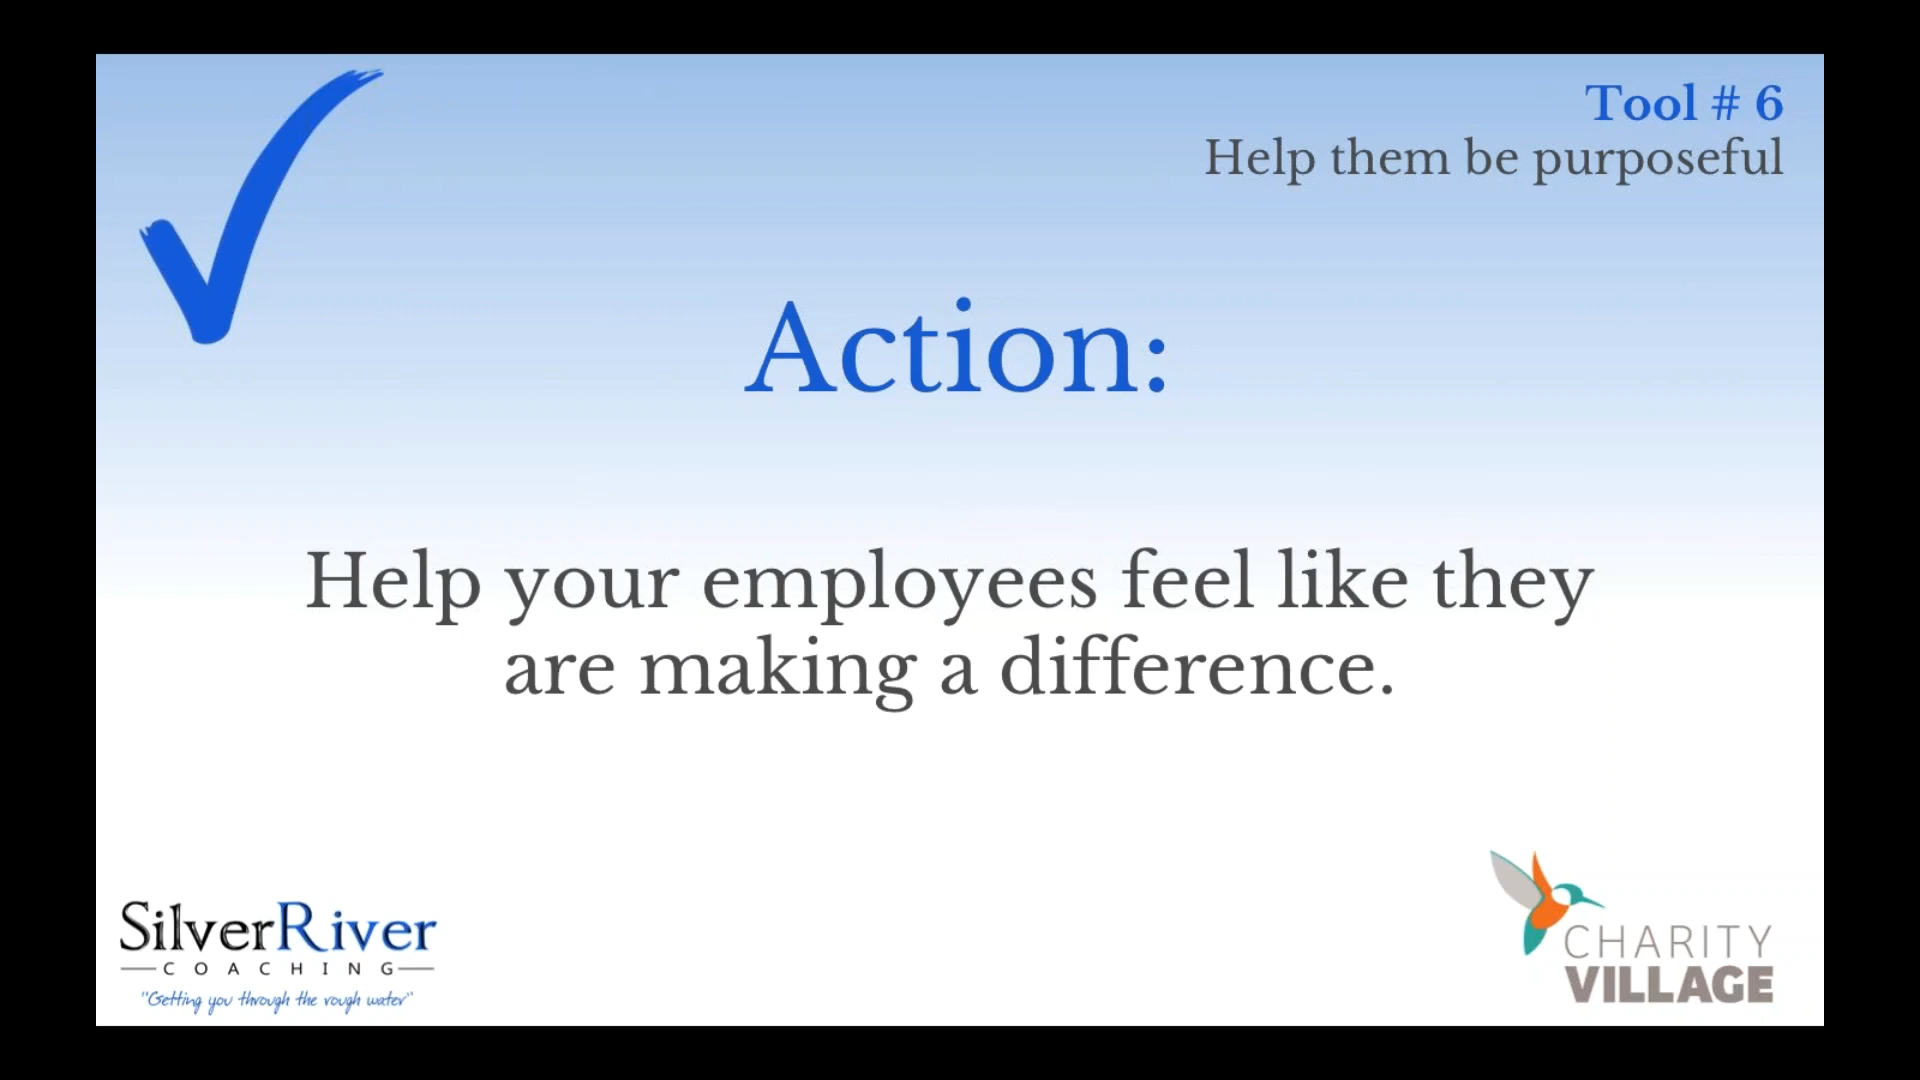 Tool # 6
Help them be purposeful
Action:
Help your employees feel like they
are making a difference.
SilverRiver
COACHING
"Getting you through the rough water"
CHARITY
VILLAGE